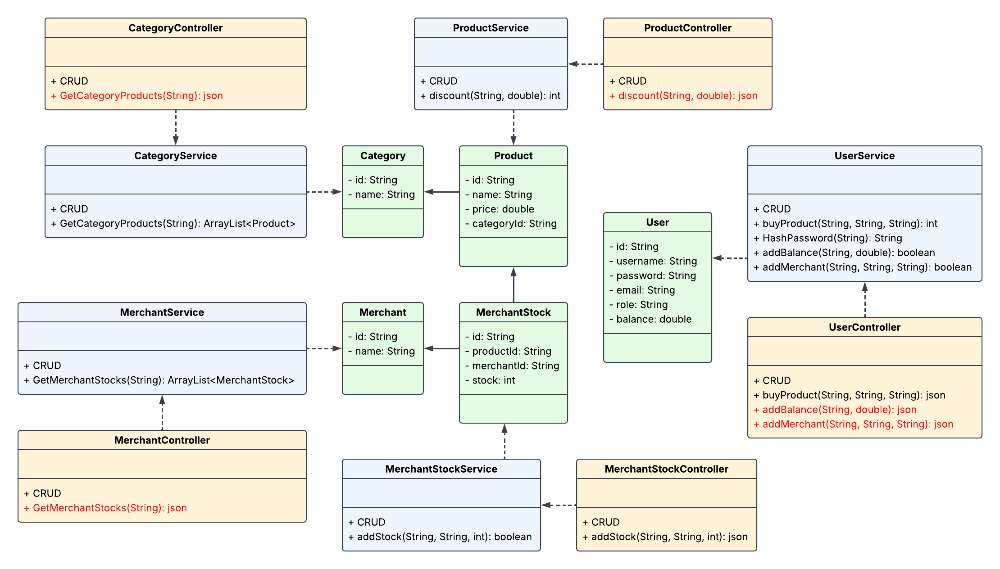 CategoryController
+ CRUD
+ GetCategoryProducts(String): json
ProductService
+ CRUD
+ discount(String, double): int
ProductController
+ CRUD
+ discount(String, double): json
CategoryService
+ CRUD
+ GetCategoryProducts(String): ArrayList<Product>
Category
- id: String
- name: String
Product
- id: String
- name: String
- price: double
- categoryId: String
User
- id: String
- username: String
- password: String
- email: String
- role: String
- balance: double
UserService
+ CRUD
+ buyProduct(String, String, String): int
+ HashPassword(String): String
+ addBalance(String, double): boolean
+ addMerchant(String, String, String): boolean
MerchantService
+ CRUD
+ GetMerchantStocks(String): ArrayList<MerchantStock>
Merchant
- id: String
- name: String
MerchantStock
- id: String
- productId: String
- merchantId: String
- stock: int
UserController
+ CRUD
+ buyProduct(String, String, String): json
+ addBalance(String, double): json
+ addMerchant(String, String, String): json
MerchantController
+ CRUD
+ GetMerchantStocks(String): json
MerchantStockService
+ CRUD
+ addStock(String, String, int): boolean
MerchantStockController
+ CRUD
+ addStock(String, String, int): json